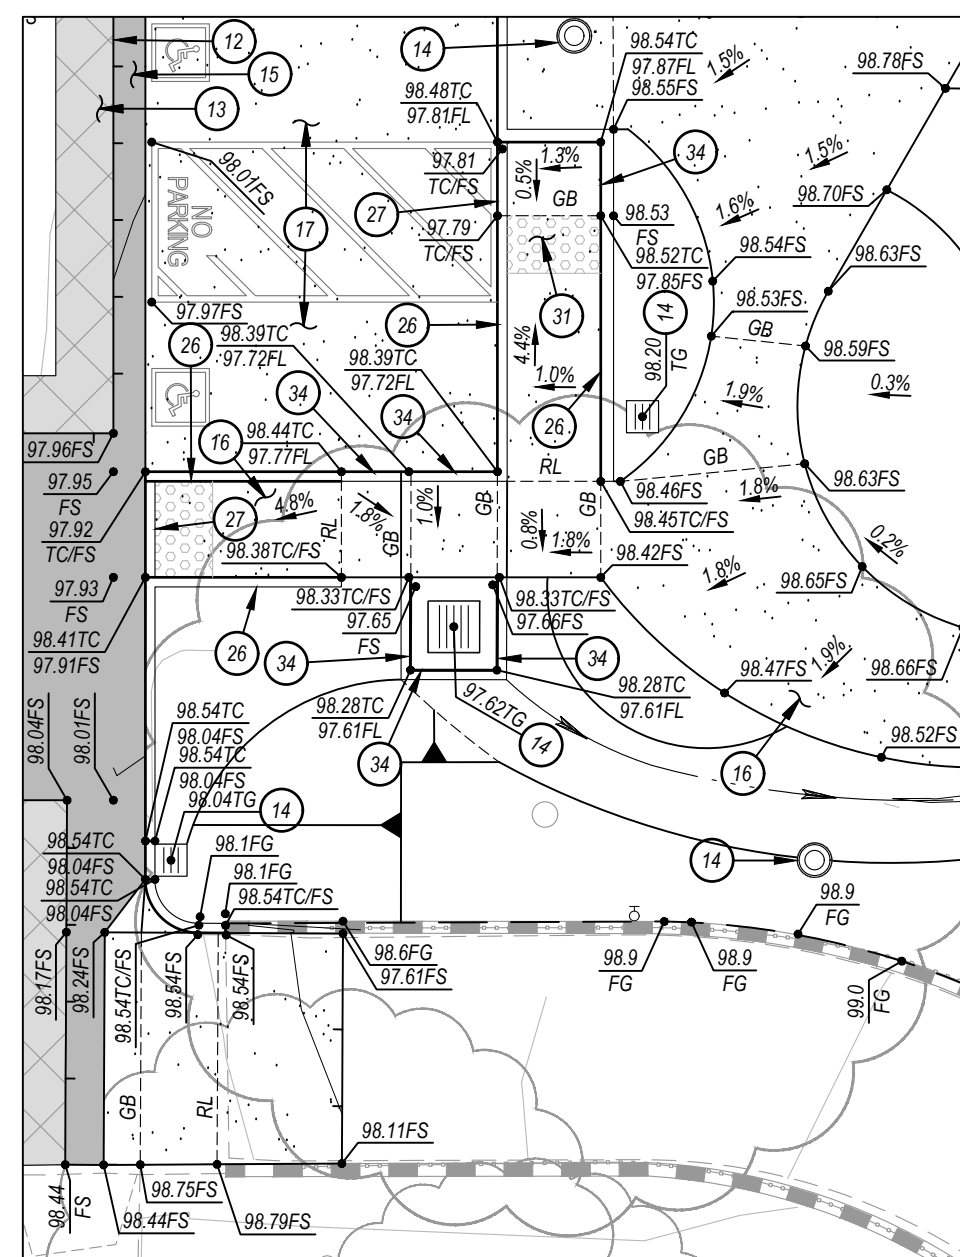 12
14
98.54TC
97.87FL
98.55FS
1.5%
98.78FS
15
13
98.48TC
97.81FL
98.01FS
97.81
TC/FS
1.3%
0.5%
GB
34
1.5%
98.70FS
NO
PARKING
17
27
97.79
TC/FS
98.53
FS
98.52TC
97.85FS
1.6%
98.54FS
98.63FS
97.97FS
26
98.39TC
97.72FL
26
31
14
98.20
TG
98.53FS
GB
98.59FS
98.39TC
97.72FL
4.4%
1.0%
34
34
26
1.9%
0.3%
97.96FS
16
98.44TC
97.77FL
RL
GB
97.95
FS
98.46FS
1.8%
98.63FS
97.92
TC/FS
27
4.8%
RL
1.8%
GB
1.0%
GB
0.8%
1.8%
GB
98.45TC/FS
0.2%
98.38TC/FS
98.42FS
97.93
FS
98.33TC/FS
97.65
FS
98.33TC/FS
97.66FS
1.8%
98.65FS
98.41TC
97.91FS
26
34
34
98.47FS
1.9%
98.66FS
98.04FS
98.01FS
98.54TC
98.04FS
98.54TC
98.04FS
98.28TC
97.61FL
97.62TG
14
98.28TC
97.61FL
98.52FS
34
16
98.04TG
14
98.54TC
98.04FS
98.54TC
98.04FS
98.1FG
98.1FG
98.54TC/FS
14
98.9
FG
98.17FS
98.24FS
98.54TC/FS
98.54FS
98.54FS
98.6FG
97.61FS
98.9
FG
98.9
FG
99.0
FG
GB
RL
98.11FS
98.44
FS
98.75FS
98.44FS
98.79FS